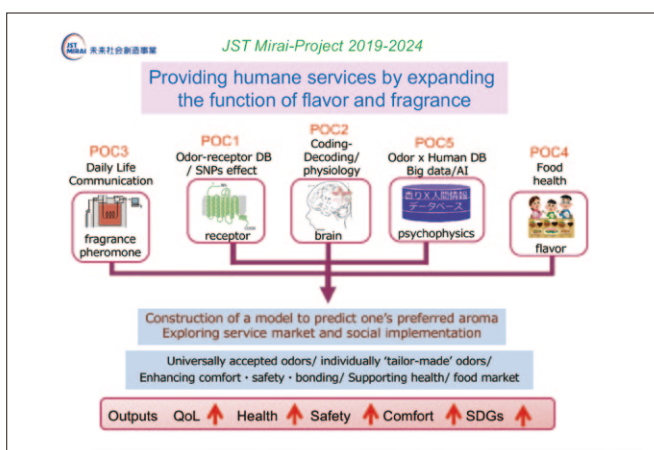 JST
MIRAI
未来社会創造事業
JST Mirai-Project 2019-2024
Providing humane services by expanding
the function of flavor and fragrance
POC3
Daily Life
Communication
fragrance
pheromone
POC1
Odor-receptor DB
/ SNPs effect
receptor
POC2
Coding-
Decoding/
physiology
brain
POC5
Odor x Human DB
Big data/AI
香りX人間情報
データベース
psychophysics
POC4
Food
health
flavor
Construction of a model to predict one's preferred aroma
Exploring service market and social implementation
Universally accepted odors/ individually 'tailor-made' odors/
Enhancing comfort・safety・bonding/ Supporting health/ food market
Outputs QoL Health Safety Comfort SDGs